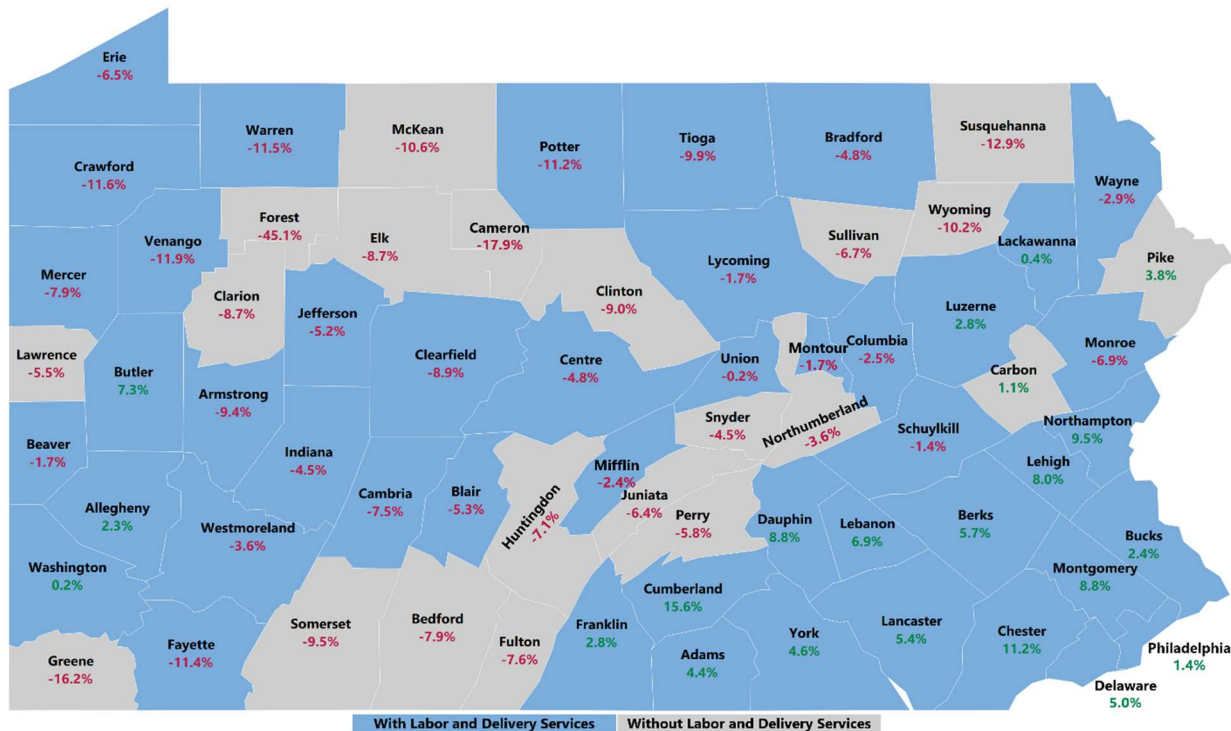 Erie
-6.5%
Warren
-11.5%
McKean
-10.6%
Potter
-11.2%
Tioga
-9.9%
Bradford
-4.8%
Susquehanna
-12.9%
Wayne
-2.9%
Crawford
-11.6%
Forest
-45.1%
Elk
-8.7%
Cameron
-17.9%
Sullivan
-6.7%
Wyoming
-10.2%
Lackawanna
0.4%
Pike
3.8%
Venango
-11.9%
Mercer
-7.9%
Clarion
-8.7%
Jefferson
-5.2%
Clinton
-9.0%
Lycoming
-1.7%
Luzerne
2.8%
Lawrence
-5.5%
Butler
7.3%
Armstrong
-9.4%
Clearfield
-8.9%
Centre
-4.8%
Union
-0.2%
Montour
-1.7%
Columbia
-2.5%
Carbon
1.1%
Monroe
-6.9%
Beaver
-1.7%
Indiana
-4.5%
Snyder
-4.5%
Northumberland
-3.6%
Schuylkill
-1.4%
Northampton
9.5%
Lehigh
8.0%
Allegheny
2.3%
Westmoreland
-3.6%
Cambria
-7.5%
Blair
-5.3%
Huntingdon
-7.1%
Mifflin
-2.4%
Juniata
-6.4%
Perry
-5.8%
Dauphin
8.8%
Lebanon
6.9%
Berks
5.7%
Bucks
2.4%
Montgomery
8.8%
Washington
0.2%
Cumberland
15.6%
Greene
-16.2%
Fayette
-11.4%
Somerset
-9.5%
Bedford
-7.9%
Fulton
-7.6%
Franklin
2.8%
Adams
4.4%
York
4.6%
Lancaster
5.4%
Chester
11.2%
Philadelphia
1.4%
Delaware
5.0%
With Labor and Delivery Services
Without Labor and Delivery Services